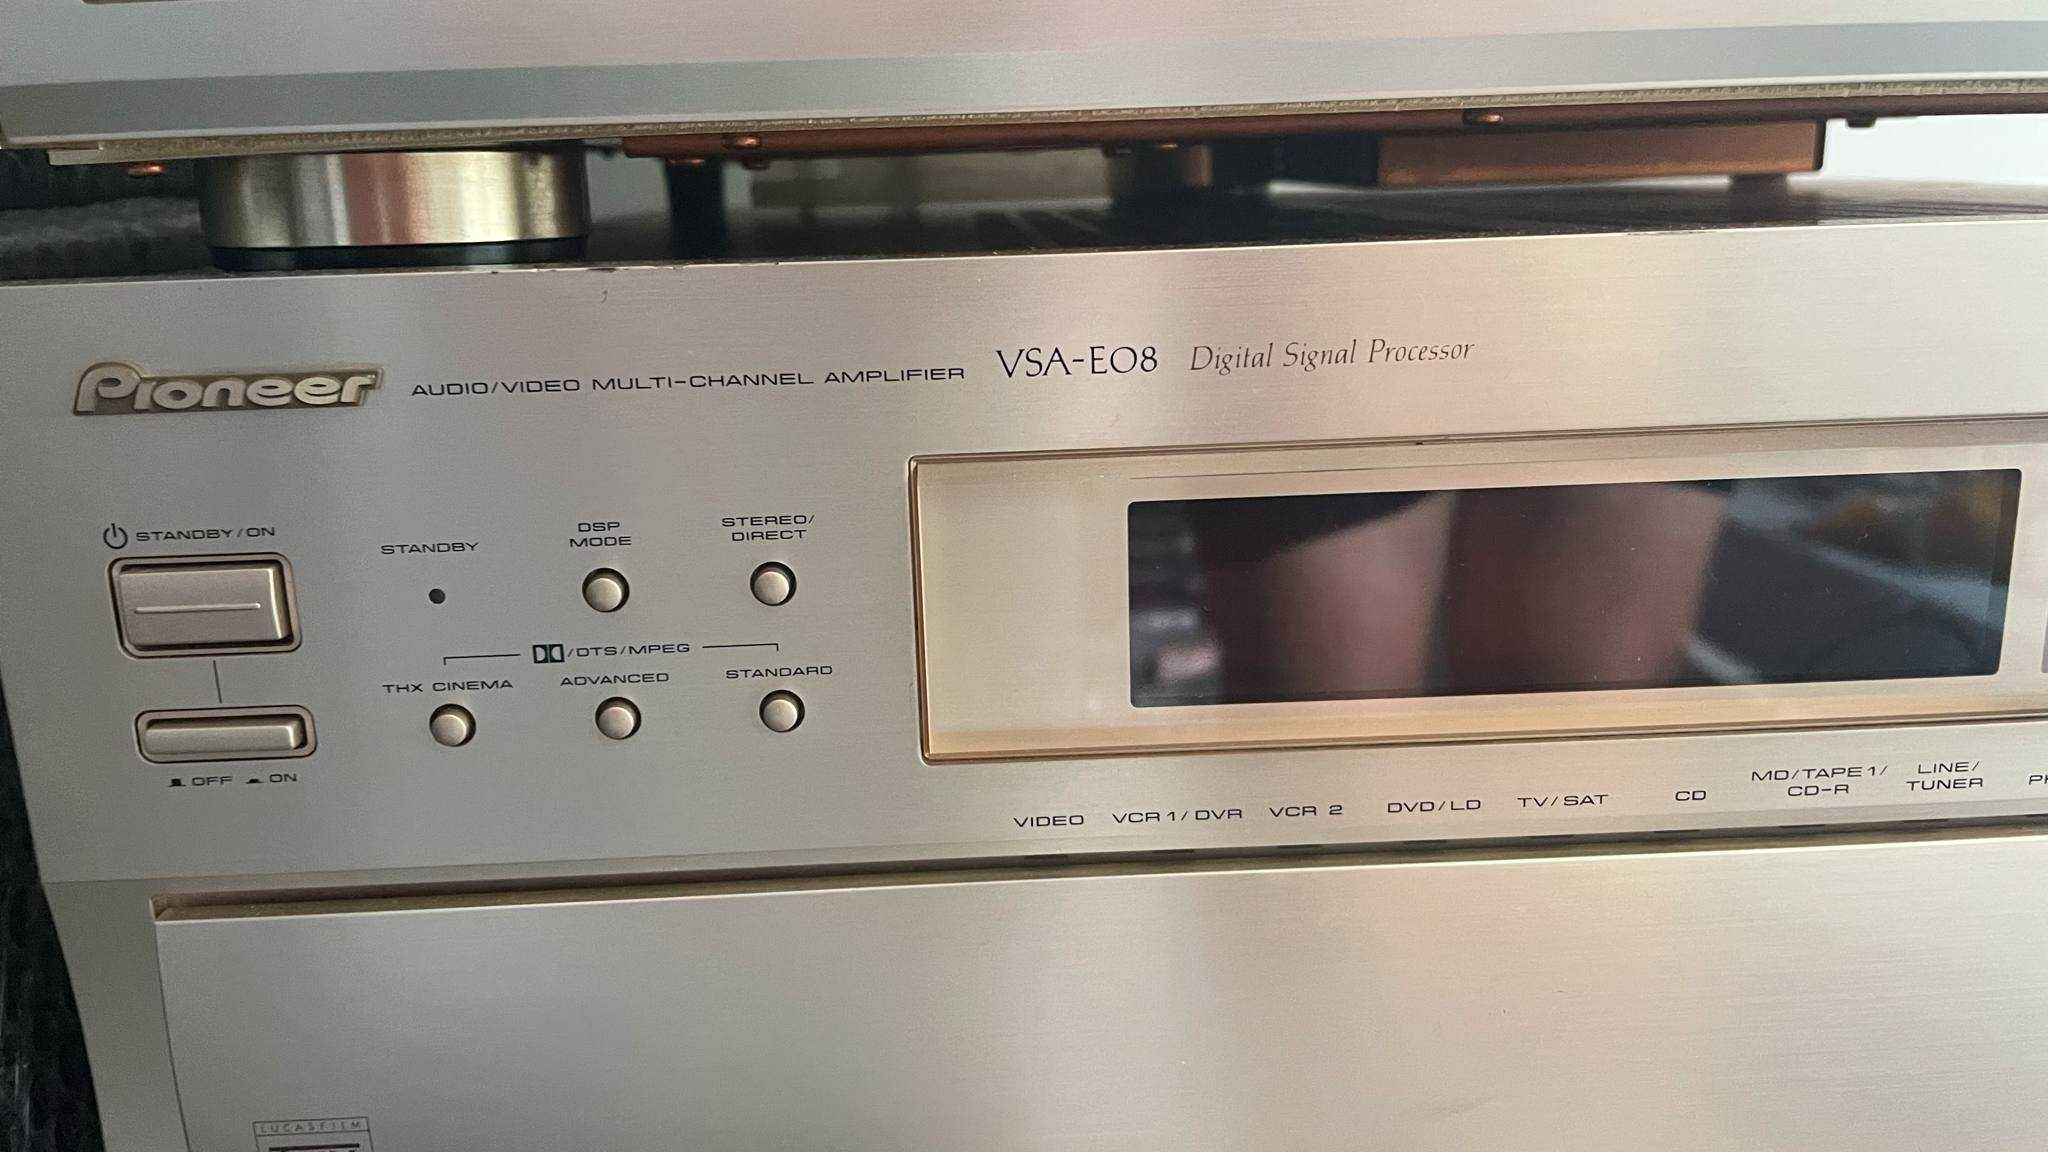 Pioneer AUDIO/VIDEO MULTI-CHANNEL AMPLIFIER VSA-E08 Digital Signal Processor
STANDBY/ON
STANDBY
DSP
MODE
STEREO/
DIRECT
/DTS/MPEG
THX CINEMA
ADVANCED
STANDARD
OFF ON
VIDEO VCR 1/DVR VCR 2 DVD/LD TV/SAT CD
MD/TAPE 1/
CD-R
LINE/
TUNER
LUCASFILM